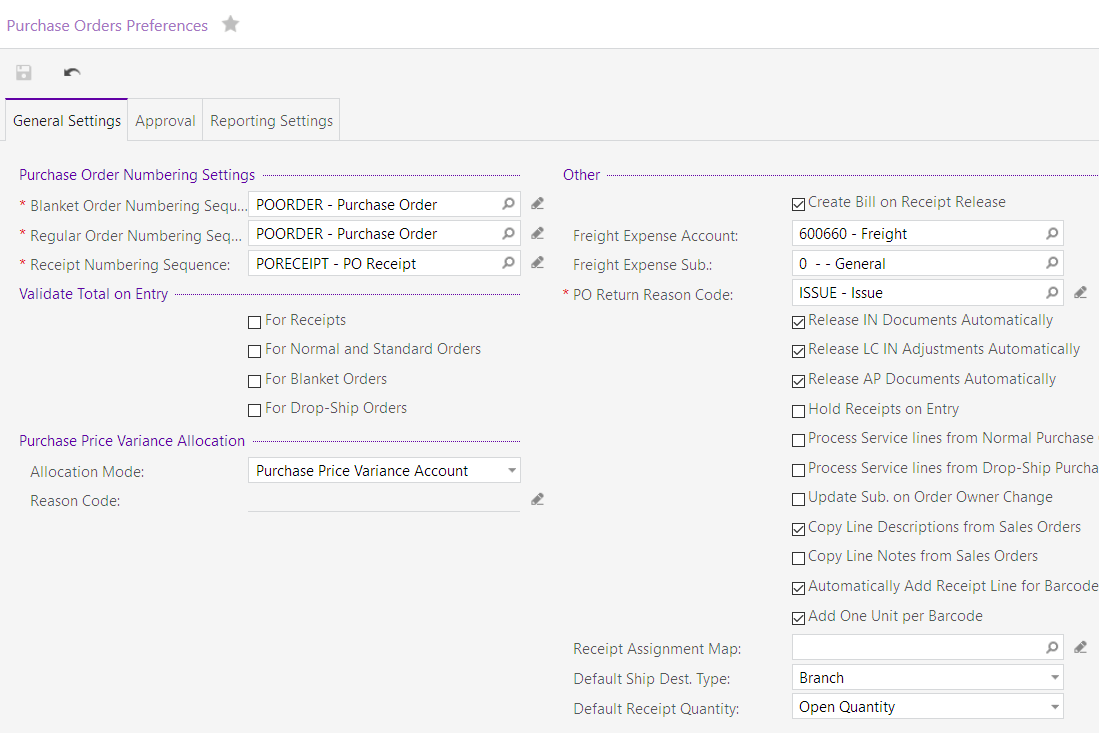 Purchase Orders Preferences
General Settings
Approval
Reporting Settings
Purchase Order Numbering Settings
* Blanket Order Numbering Sequ... POORDER - Purchase Order
* Regular Order Numbering Seq... POORDER - Purchase Order
* Receipt Numbering Sequence: PORECEIPT - PO Receipt
Validate Total on Entry
For Receipts
For Normal and Standard Orders
For Blanket Orders
For Drop-Ship Orders
Purchase Price Variance Allocation
Allocation Mode: Purchase Price Variance Account
Reason Code:
Other
Create Bill on Receipt Release
Freight Expense Account: 600660 - Freight
Freight Expense Sub.: 0 - - General
* PO Return Reason Code: ISSUE - Issue
Release IN Documents Automatically
Release LC IN Adjustments Automatically
Release AP Documents Automatically
Hold Receipts on Entry
Process Service lines from Normal Purchase
Process Service lines from Drop-Ship Purcha
Update Sub. on Order Owner Change
Copy Line Descriptions from Sales Orders
Copy Line Notes from Sales Orders
Automatically Add Receipt Line for Barcode
Add One Unit per Barcode
Receipt Assignment Map:
Default Ship Dest. Type: Branch
Default Receipt Quantity: Open Quantity